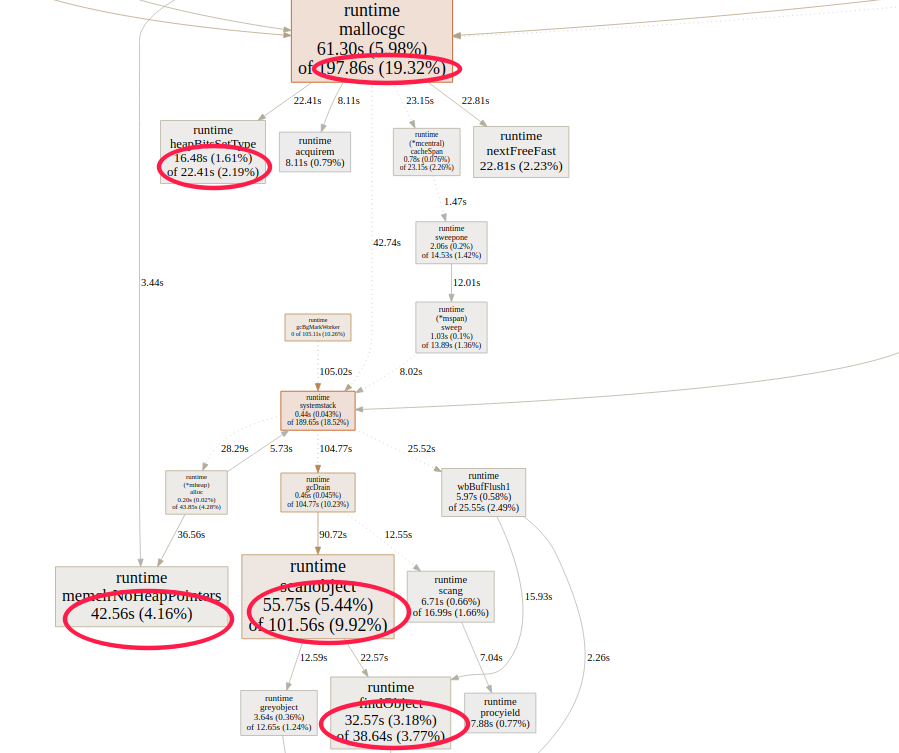 runtime
mallocgc
61.30s (5.98%)
of 197.86s (19.32%)
22.41s
8.11s
23.15s
22.81s
runtime
heapBitsSetType
16.48s (1.61%)
of 22.41s (2.19%)
runtime
acquirem
8.11s (0.79%)
runtime
(*mcentral)
cacheSpan
0.78s (0.076%)
of 23.15s (2.26%)
runtime
nextFreeFast
22.81s (2.23%)
1.47s
runtime
sweepone
2.06s (0.2%)
of 14.53s (1.42%)
42.74s
3.44s
12.01s
runtime
(*mspan)
sweep
1.03s (0.1%)
of 13.89s (1.36%)
runtime
gcBgMarkWorker
0 of 105.11s (10.26%)
105.02s
8.02s
runtime
systemstack
0.44s (0.043%)
of 189.65s (18.52%)
28.29s
5.73s
104.77s
25.52s
runtime
(*mheap)
alloc
0.20s (0.02%)
of 43.85s (4.28%)
runtime
gcDrain
0.46s (0.045%)
of 104.77s (10.23%)
runtime
wbBufFlush1
5.97s (0.58%)
of 25.55s (2.49%)
36.56s
90.72s
12.55s
runtime
memclrNoHeapPointers
42.56s (4.16%)
runtime
scanobject
55.75s (5.44%)
of 101.56s (9.92%)
runtime
scang
6.71s (0.66%)
of 16.99s (1.66%)
15.93s
12.59s
22.57s
7.04s
2.26s
runtime
greyobject
3.64s (0.36%)
of 12.65s (1.24%)
runtime
findObject
32.57s (3.18%)
of 38.64s (3.77%)
runtime
procyield
7.88s (0.77%)